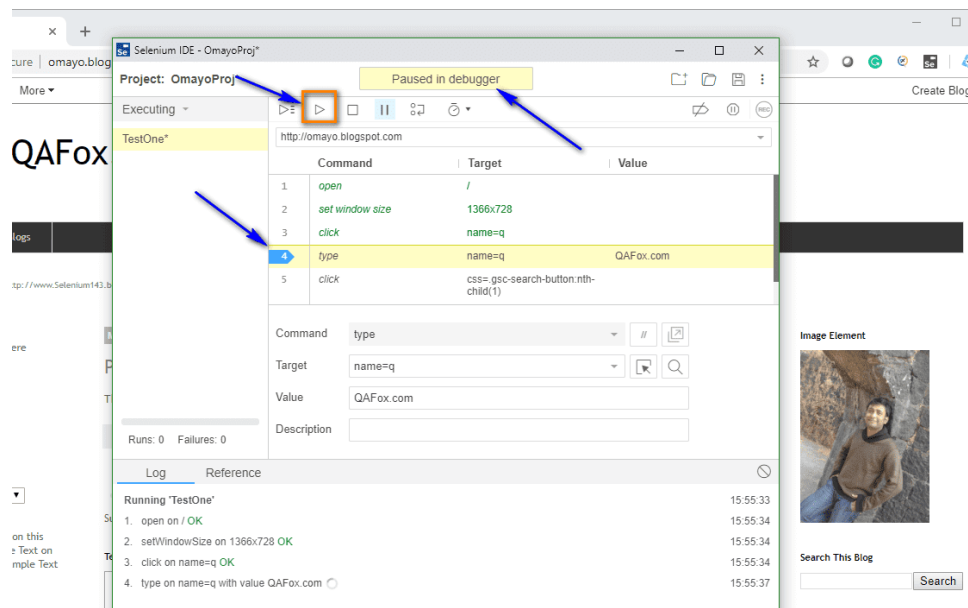 cure | omayo.blog
More
Create Blog
QAFox
logs
ttp://www.Selenium143.b
ere
on this
e Text on
mple Text
Se Selenium IDE - OmayoProj*
Project: OmayoProj*
Paused in debugger
Executing
REC
TestOne*
http://omayo.blogspot.com
Command Target Value
1 open /
2 set window size 1366x728
3 click name=q
4 type name=q QAFox.com
5 click css=.gsc-search-button:nth-
child(1)
Command type //
Target name=q
Value QAFox.com
Description
Runs: 0 Failures: 0
Log Reference
Running 'TestOne' 15:55:33
1. open on / OK 15:55:34
2. setWindowSize on 1366x728 OK 15:55:34
3. click on name=q OK 15:55:34
4. type on name=q with value QAFox.com 15:55:37
Image Element
Search This Blog
Search